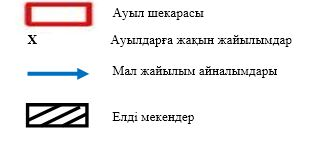 Ауыл шекарасы
X Ауылдарға жақын жайылымдар
Мал жайылым айналымдары
Елді мекендер